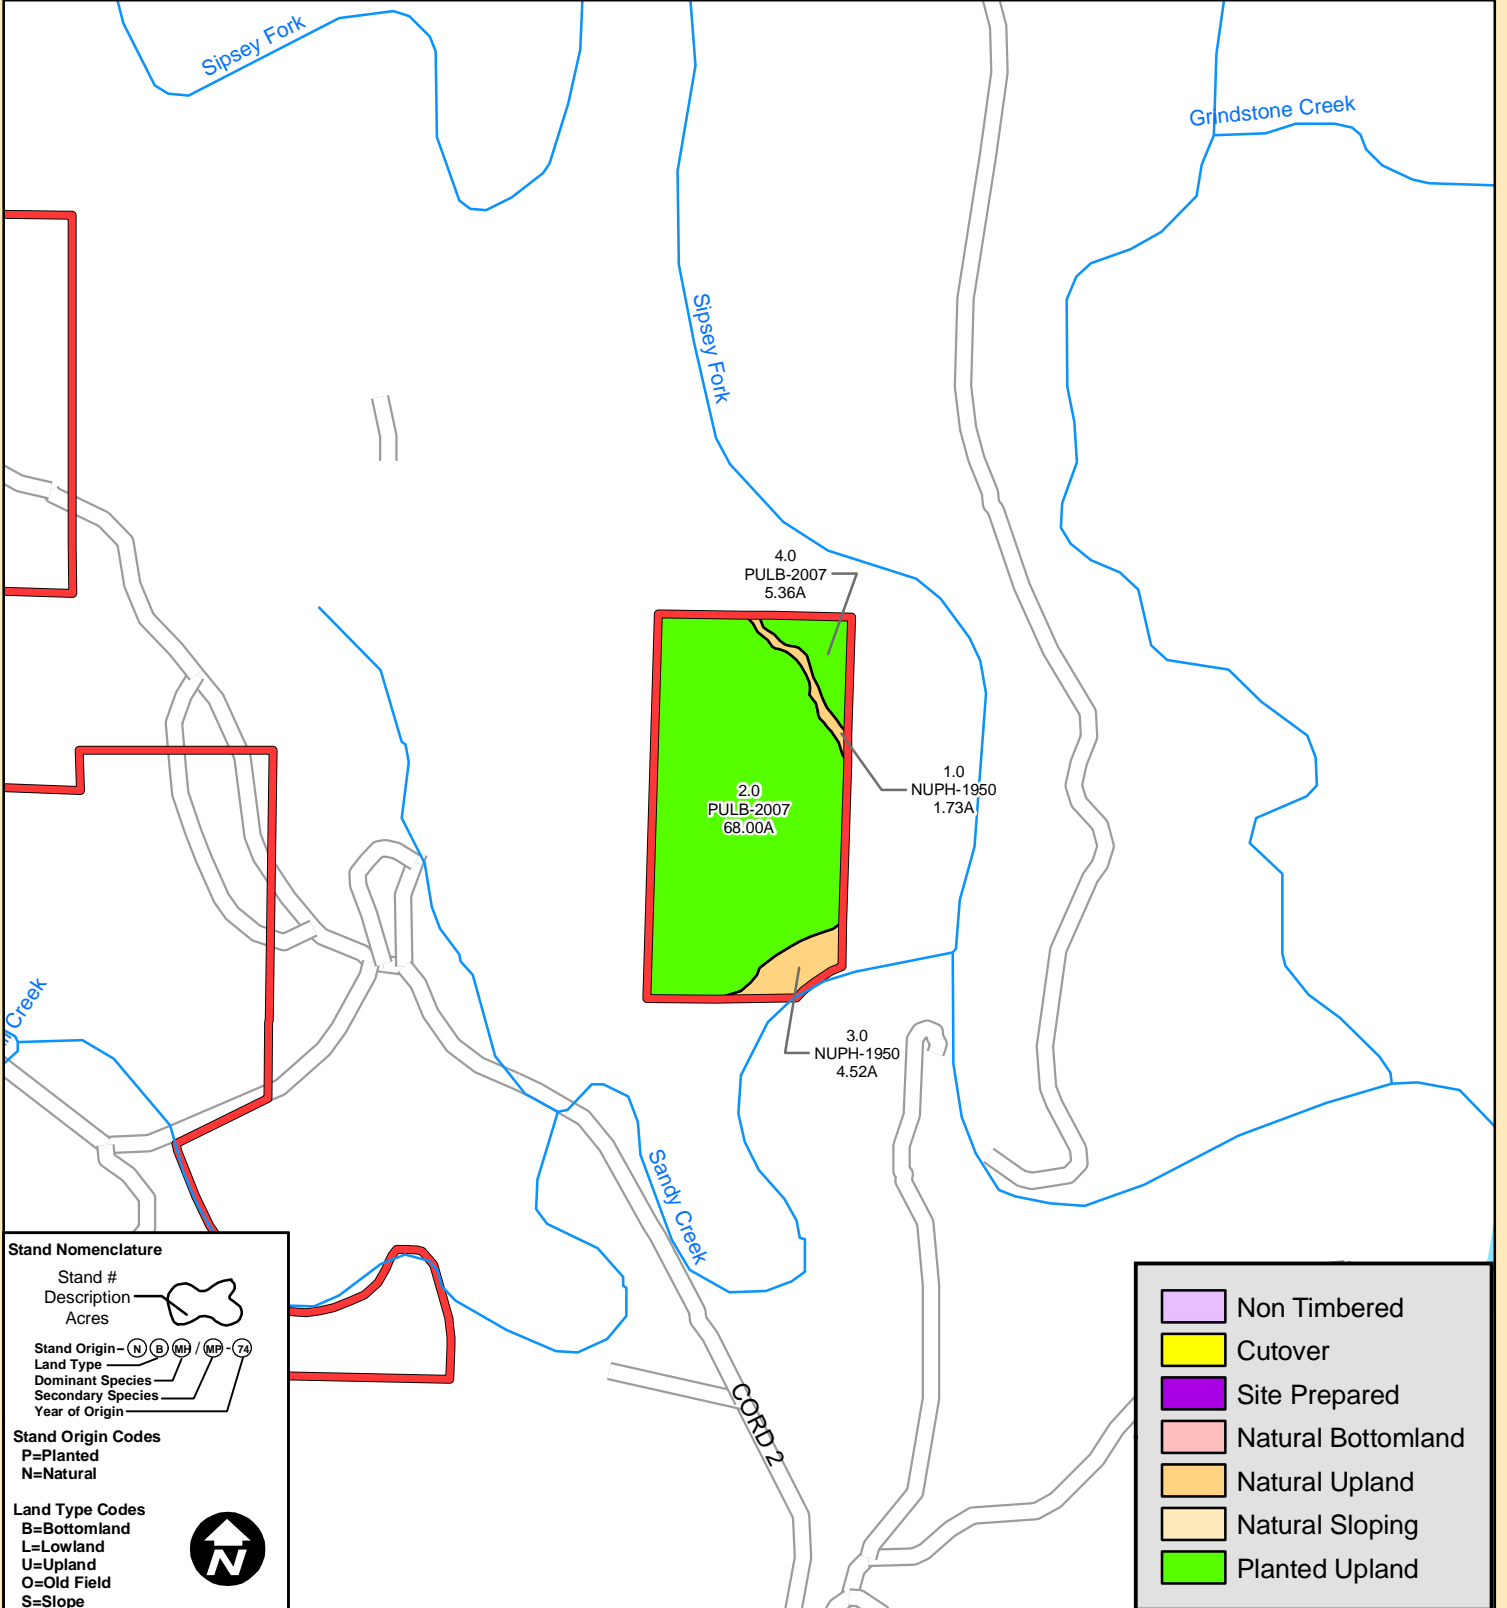 Sipsey Fork
Grindstone Creek
Sipsey Fork
4.0
PULB-2007
5.36A
1.0
NUPH-1950
1.73A
2.0
PULB-2007
68.00A
3.0
NUPH-1950
4.52A
Creek
Sandy Creek
CORD 2
Stand Nomenclature
Stand #
Description
Acres
Stand Origin - N B MH / MP - 74
Land Type
Dominant Species
Secondary Species
Year of Origin
Stand Origin Codes
P=Planted
N=Natural
Land Type Codes
B=Bottomland
L=Lowland
U=Upland
O=Old Field
S=Slope
N
Non Timbered
Cutover
Site Prepared
Natural Bottomland
Natural Upland
Natural Sloping
Planted Upland